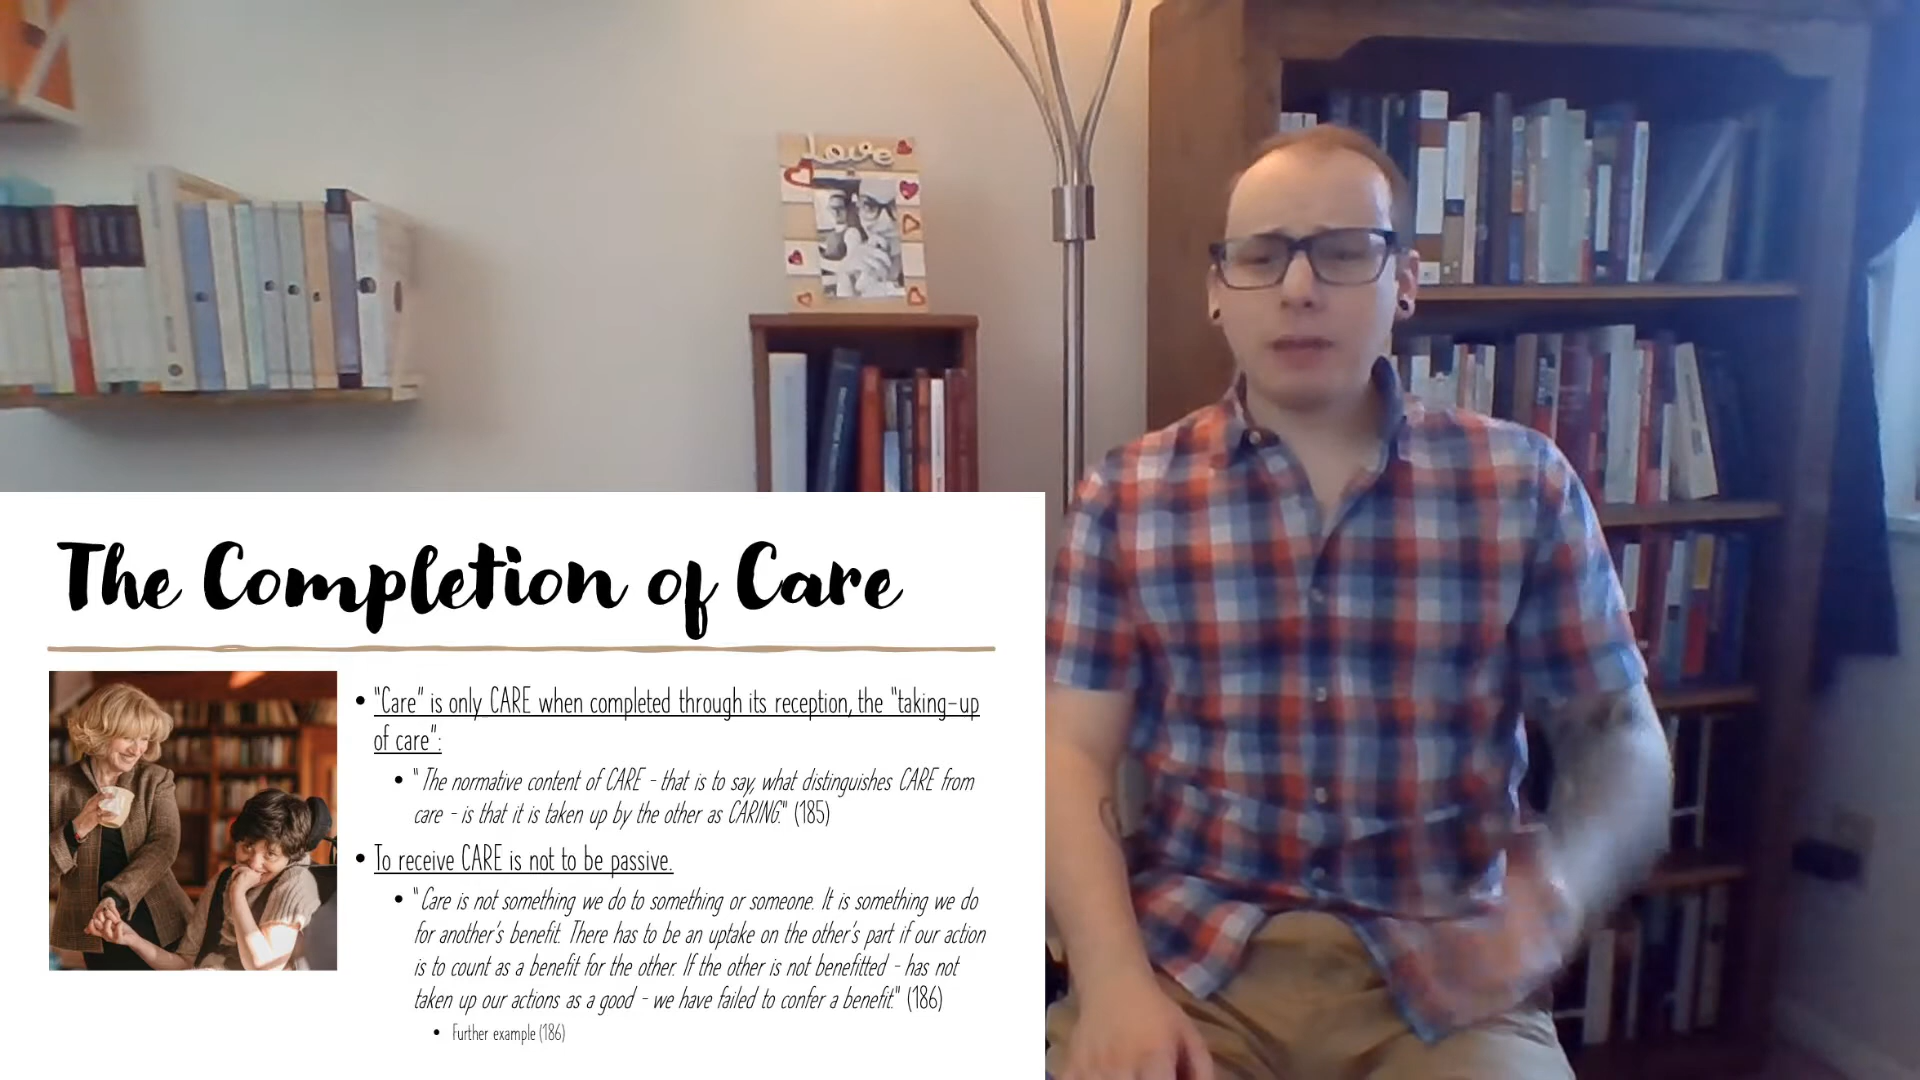 Love
The Completion of Care
• "Care" is only CARE when completed through its reception, the "taking-up
of care":
• "The normative content of CARE - that is to say, what distinguishes CARE from
care - is that it is taken up by the other as CARING." (185)
• To receive CARE is not to be passive.
• "Care is not something we do to something or someone. It is something we do
for another's benefit. There has to be an uptake on the other's part if our action
is to count as a benefit for the other. If the other is not benefitted - has not
taken up our actions as a good - we have failed to confer a benefit." (186)
• Further example (186)